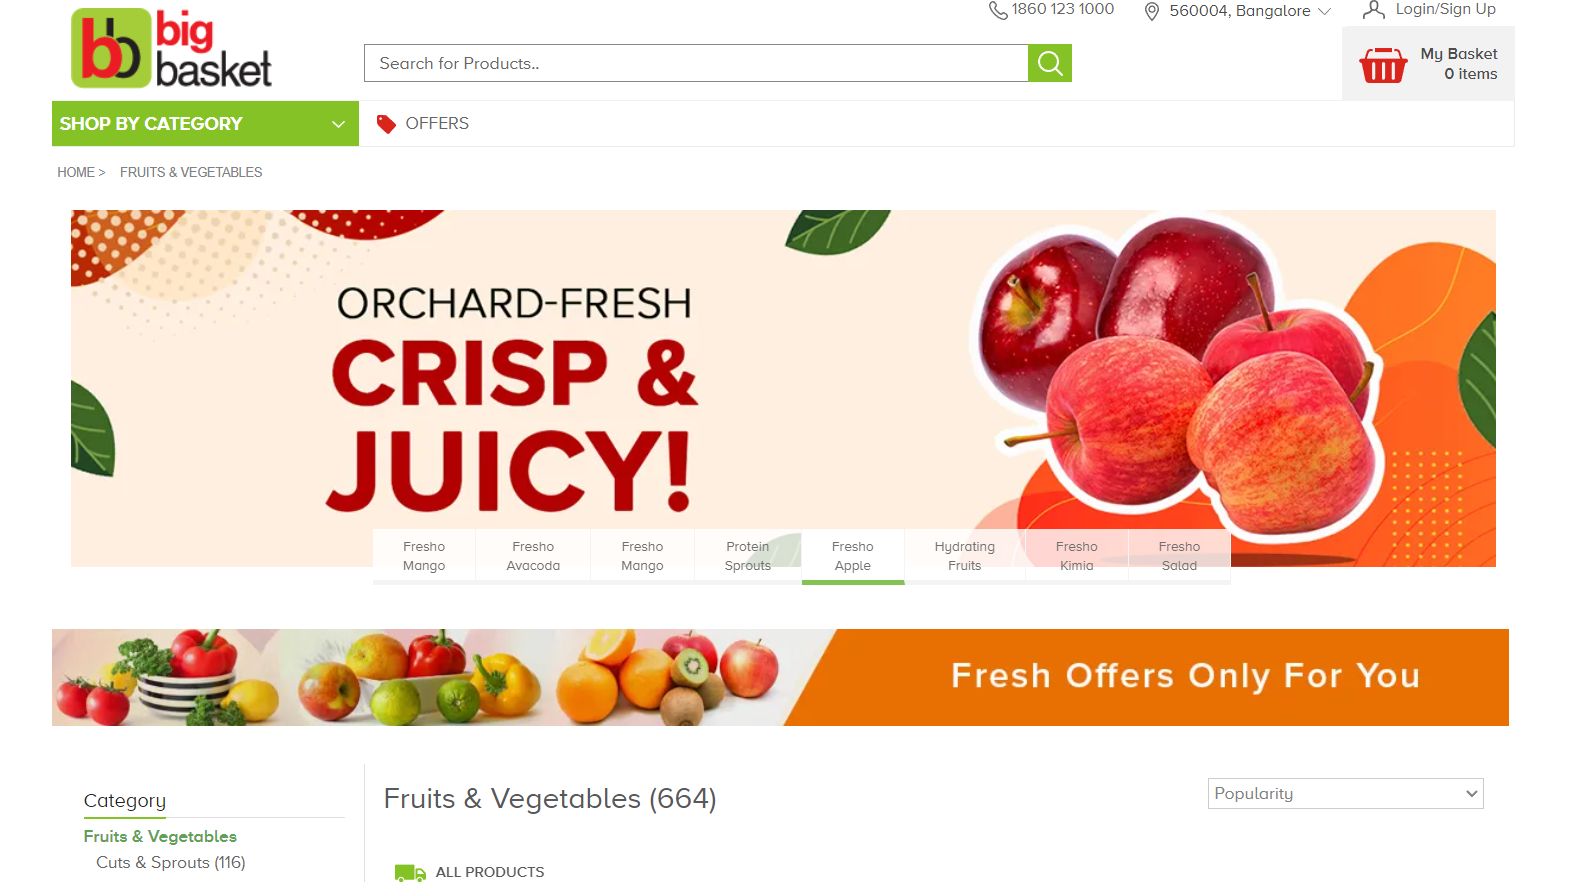 1860 123 1000
560004, Bangalore
Login/Sign Up
bb
big
basket
Search for Products..
My Basket
0 items
SHOP BY CATEGORY
OFFERS
HOME > FRUITS & VEGETABLES
ORCHARD-FRESH
CRISP &
JUICY!
Fresho
Mango
Fresho
Avacoda
Fresho
Mango
Protein
Sprouts
Fresho
Apple
Hydrating
Fruits
Fresho
Kimia
Fresho
Salad
Fresh Offers Only For You
Category
Fruits & Vegetables
Cuts & Sprouts (116)
Fruits & Vegetables (664)
Popularity
ALL PRODUCTS